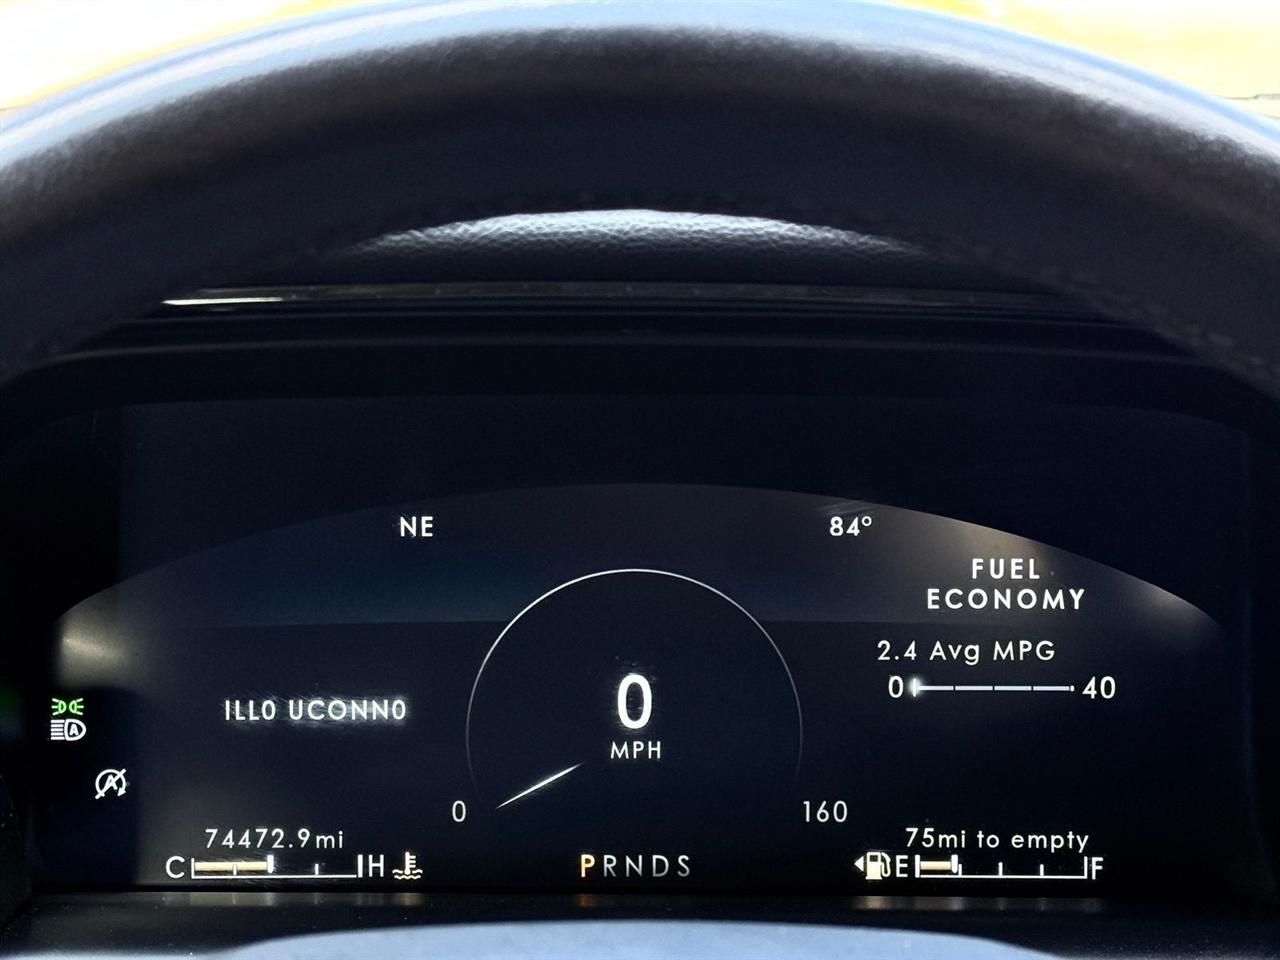 NE
84°
FUEL
ECONOMY
2.4 Avg MPG
0 40
ILL0 UCONN0
0
MPH
0 160
A
A
74472.9mi
C H
PRNDS
75mi to empty
E F